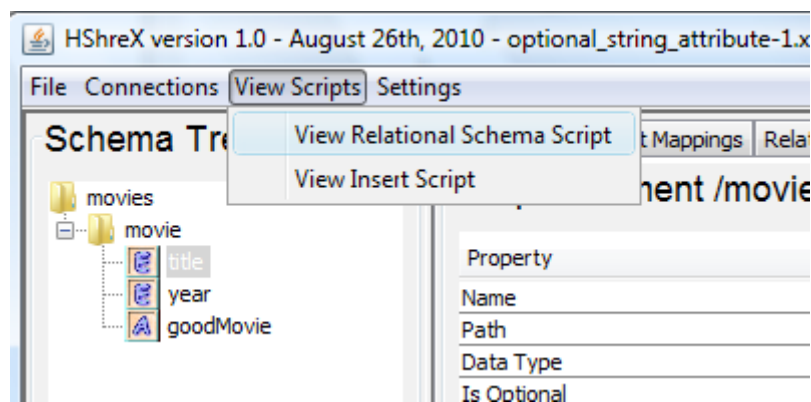 HShreX version 1.0 - August 26th, 2010 - optional_string_attribute-1.x
File Connections View Scripts Settings
Schema Tre
View Relational Schema Script
t Mappings
Rela
View Insert Script
ent /movie
movies
movie
title
year
goodMovie
Property
Name
Path
Data Type
Is Optional